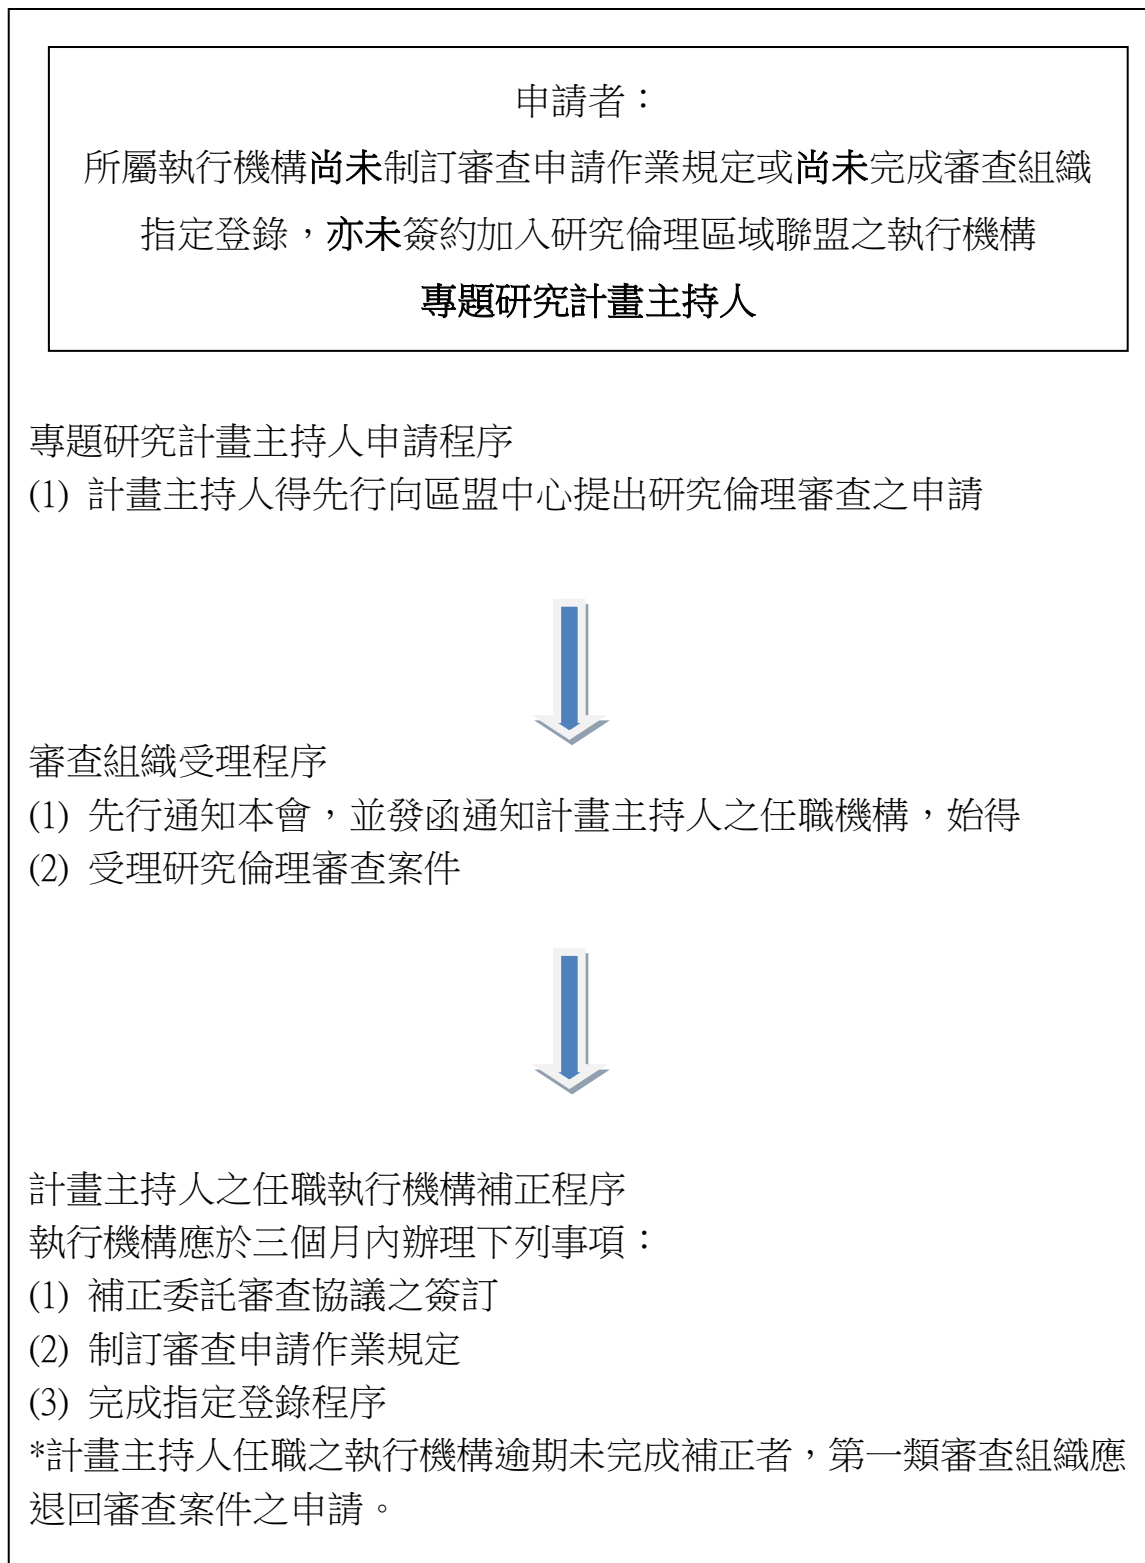 申請者：
所屬執行機構尚未制訂審查申請作業規定或尚未完成審查組織
指定登錄，亦未簽約加入研究倫理區域聯盟之執行機構
專題研究計畫主持人
專題研究計畫主持人申請程序
(1) 計畫主持人得先行向區盟中心提出研究倫理審查之申請
審查組織受理程序
(1) 先行通知本會，並發函通知計畫主持人之任職機構，始得
(2) 受理研究倫理審查案件
計畫主持人之任職執行機構補正程序
執行機構應於三個月內辦理下列事項：
(1) 補正委託審查協議之簽訂
(2) 制訂審查申請作業規定
(3) 完成指定登錄程序
*計畫主持人任職之執行機構逾期未完成補正者，第一類審查組織應
退回審查案件之申請。